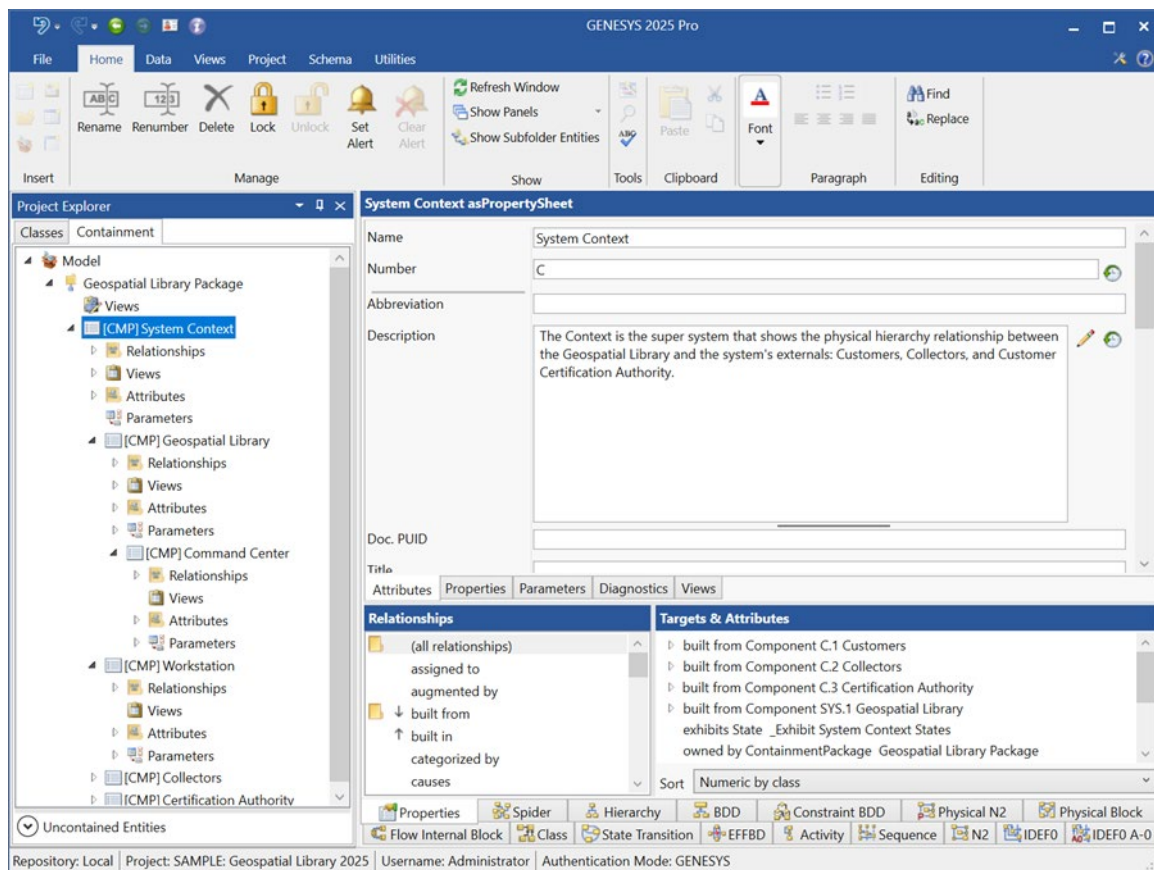 GENESYS 2025 Pro
File Home Data Views Project Schema Utilities
Rename Renumber Delete Lock Unlock Set Alert Clear Alert
Refresh Window
Show Panels
Show Subfolder Entities
ABC
Paste
A
Font
Find
Replace
Insert Manage Show Tools Clipboard Paragraph Editing
Project Explorer
Classes Containment
Model
Geospatial Library Package
Views
[CMP] System Context
Relationships
Views
Attributes
Parameters
[CMP] Geospatial Library
Relationships
Views
Attributes
Parameters
[CMP] Command Center
Relationships
Views
Attributes
Parameters
[CMP] Workstation
Relationships
Views
Attributes
Parameters
[CMP] Collectors
[CMP] Certification Authority
Uncontained Entities
System Context asPropertySheet
Name System Context
Number C
Abbreviation
Description
The Context is the super system that shows the physical hierarchy relationship between
the Geospatial Library and the system's externals: Customers, Collectors, and Customer
Certification Authority.
Doc. PUID
Title
Attributes Properties Parameters Diagnostics Views
Relationships
(all relationships)
assigned to
augmented by
built from
built in
categorized by
causes
Targets & Attributes
built from Component C.1 Customers
built from Component C.2 Collectors
built from Component C.3 Certification Authority
built from Component SYS.1 Geospatial Library
exhibits State _Exhibit System Context States
owned by ContainmentPackage Geospatial Library Package
Sort Numeric by class
Properties Spider Hierarchy BDD Constraint BDD Physical N2 Physical Block
Flow Internal Block Class State Transition EFFBD Activity Sequence N2 IDEF0 IDEF0 A-0
Repository: Local Project: SAMPLE: Geospatial Library 2025 Username: Administrator Authentication Mode: GENESYS